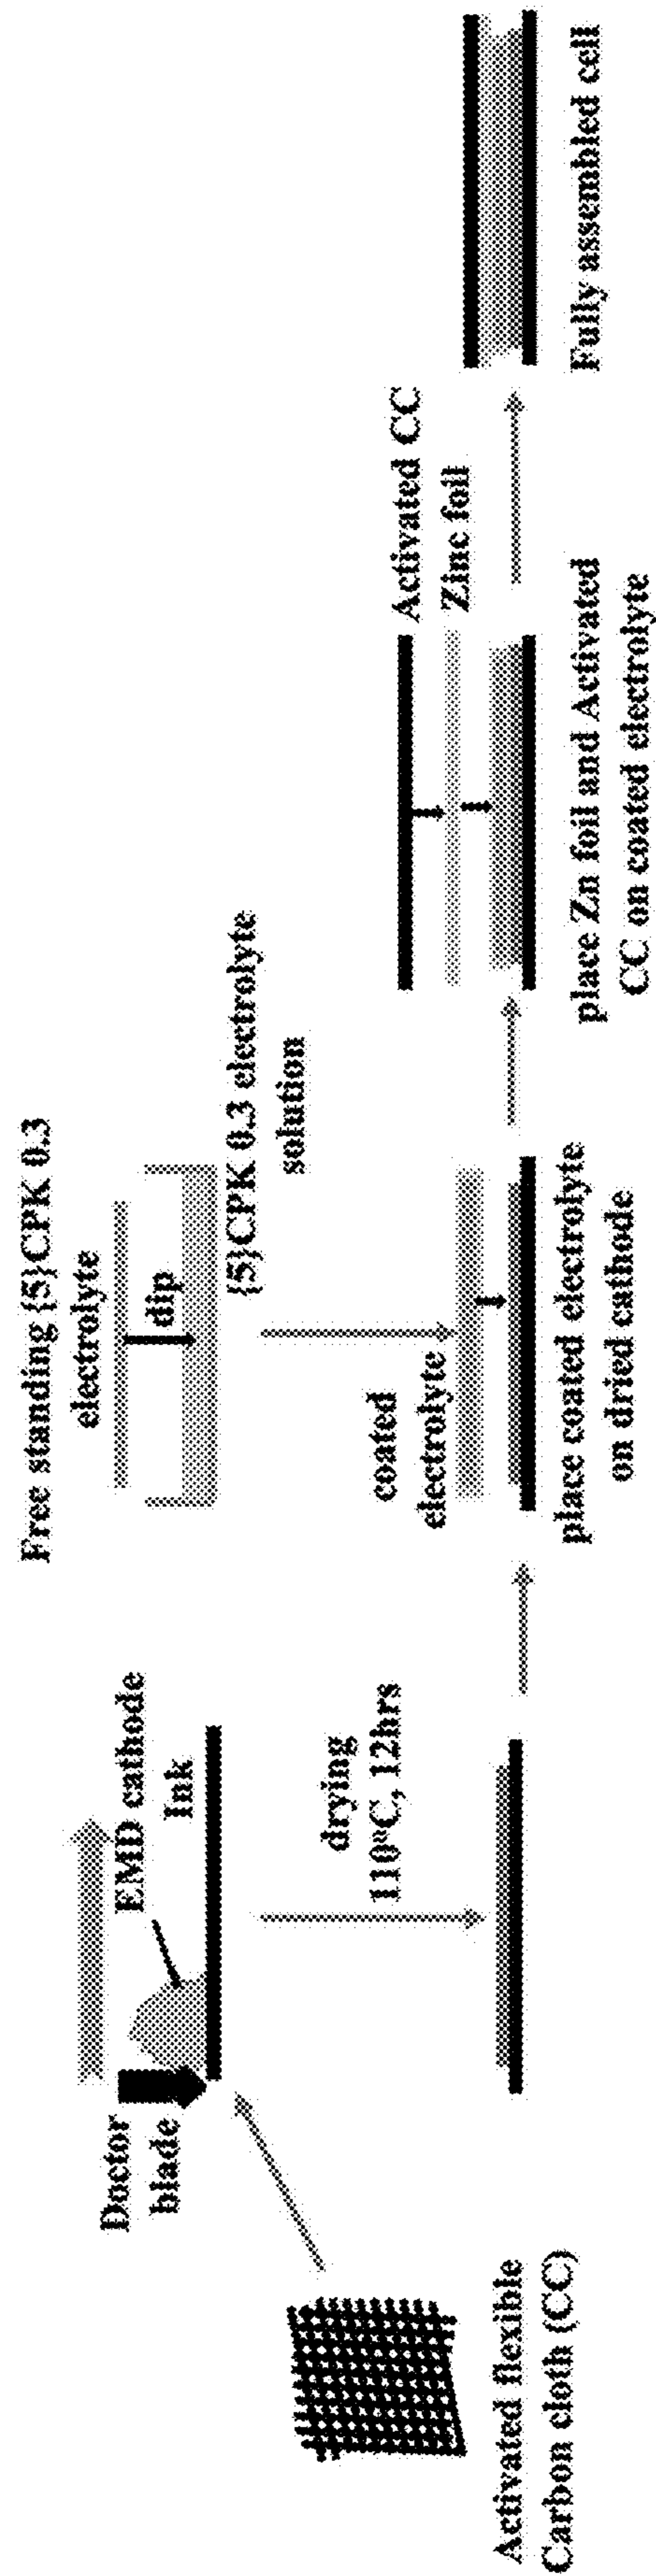 Activated flexible
Carbon cloth (CC)
Doctor
blade
EMD cathode
Ink
drying
110°C, 12hrs
Free standing {5}CPK 0.3
electrolyte
dip
{5}CPK 0.3 electrolyte
solution
coated
electrolyte
place coated electrolyte
on dried cathode
Activated CC
Zinc foil
place Zn foil and Activated
CC on coated electrolyte
Fully assembled cell